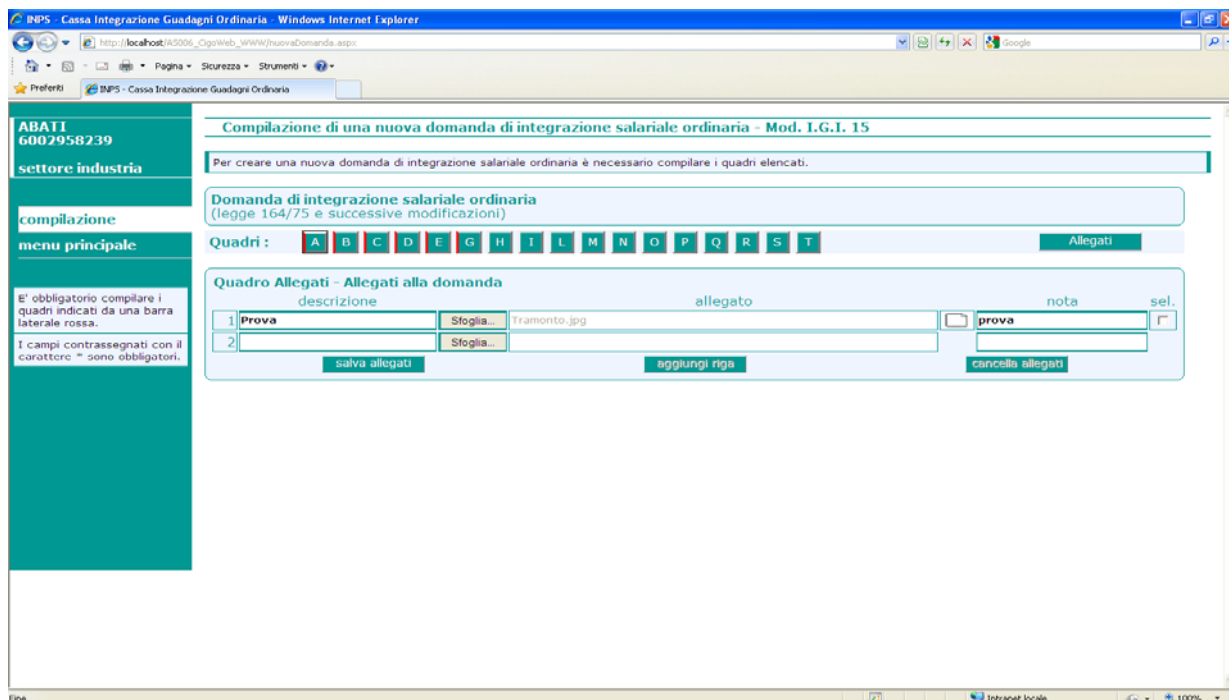 INPS - Cassa Integrazione Guadagni Ordinaria - Windows Internet Explorer
http://localhost/AS006_CigoWeb_WWW/nuovaDomanda.aspx
Google
Pagina
Sicurezza
Strumenti
Preferiti
INPS - Cassa Integrazione Guadagni Ordinaria
ABATI
6002958239
settore industria
compilazione
menu principale
E' obbligatorio compilare i
quadri indicati da una barra
laterale rossa.
I campi contrassegnati con il
carattere * sono obbligatori.
Compilazione di una nuova domanda di integrazione salariale ordinaria - Mod. I.G.I. 15
Per creare una nuova domanda di integrazione salariale ordinaria è necessario compilare i quadri elencati.
Domanda di integrazione salariale ordinaria
(legge 164/75 e successive modificazioni)
Quadri : A B C D E G H I L M N O P Q R S T Allegati
Quadro Allegati - Allegati alla domanda
descrizione allegato nota sel.
1 Prova Sfoglia... Tramonto.jpg prova
2 Sfoglia...
salva allegati aggiungi riga cancella allegati
Fine
Intranet locale
100%